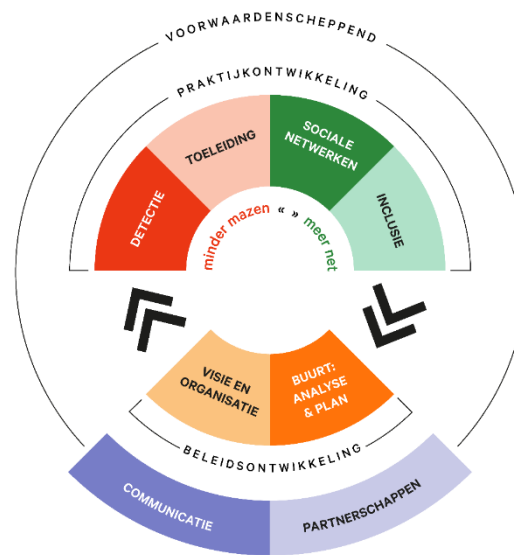 VOORWAARDENSCHEPPEND
PRAKTIJKONTWIKKELING
DETECTIE
TOELEIDING
SOCIALE
NETWERKEN
INCLUSIE
minder mazen « » meer net
VISIE EN
ORGANISATIE
BUURT:
ANALYSE
& PLAN
BELEIDSONTWIKKELING
COMMUNICATIE
PARTNERSCHAPPEN